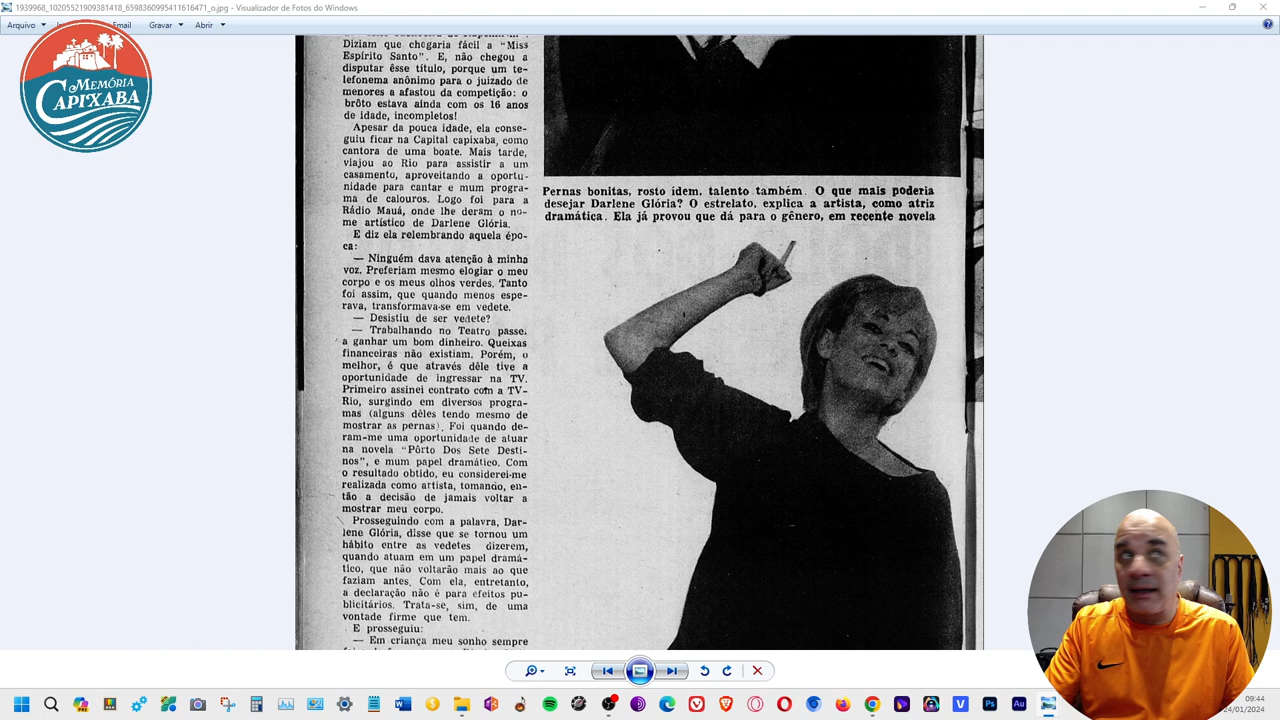 1939968_10205521909381418_6598360995411616471_o.jpg - Visualizador de Fotos do Windows
Arquivo
Email
Gravar
Abrir
MEMÓRIA
CAPIXABA
Diziam que chegaria fácil a "Miss
Espírito Santo". E, não chegou a
disputar êsse título, porque um te-
lefonema anônimo para o juizado de
menores a afastou da competição: o
brôto estava ainda com os 16 anos
de idade, incompletos!
Apesar da pouca idade, ela conse-
guiu ficar na Capital capixaba, como
cantora de uma boate. Mais tarde,
viajou ao Rio para assistir a um
casamento, aproveitando a oportu-
nidade para cantar e mum progra-
ma de calouros. Logo foi para a
Rádio Mauá, onde lhe deram o no-
me artístico de Darlene Glória.
E diz ela relembrando aquela épo-
ca:
— Ninguém dava atenção à minha
voz. Preferiam mesmo elogiar o meu
corpo e os meus olhos verdes. Tanto
foi assim, que quando menos espe-
rava, transformava-se em vedete.
— Desistiu de ser vedete?
— Trabalhando no Teatro passei
a ganhar um bom dinheiro. Queixas
financeiras não existiam. Porém, o
melhor, é que através dêle tive a
oportunidade de ingressar na TV.
Primeiro assinei contrato com a TV-
Rio, surgindo em diversos progra-
mas (alguns dêles tendo mesmo de
mostrar as pernas). Foi quando de-
ram-me uma oportunidade de atuar
na novela "Pôrto Dos Sete Desti-
nos", e mum papel dramático. Com
o resultado obtido, eu considerei-me
realizada como artista, tomando, en-
tão a decisão de jamais voltar a
mostrar meu corpo.
Prosseguindo com a palavra, Dar-
lene Glória, disse que se tornou um
hábito entre as vedetes dizerem,
quando atuam em um papel dramá-
tico, que não voltarão mais ao que
faziam antes. Com ela, entretanto,
a declaração não é para efeitos pu-
blicitários. Trata-se, sim, de uma
vontade firme que tem.
E prosseguiu:
— Em criança meu sonho sempre
Pernas bonitas, rosto idem, talento também. O que mais poderia
desejar Darlene Glória? O estrelato, explica a artista, como atriz
dramática. Ela já provou que dá para o gênero, em recente novela
09:44
24/01/2024